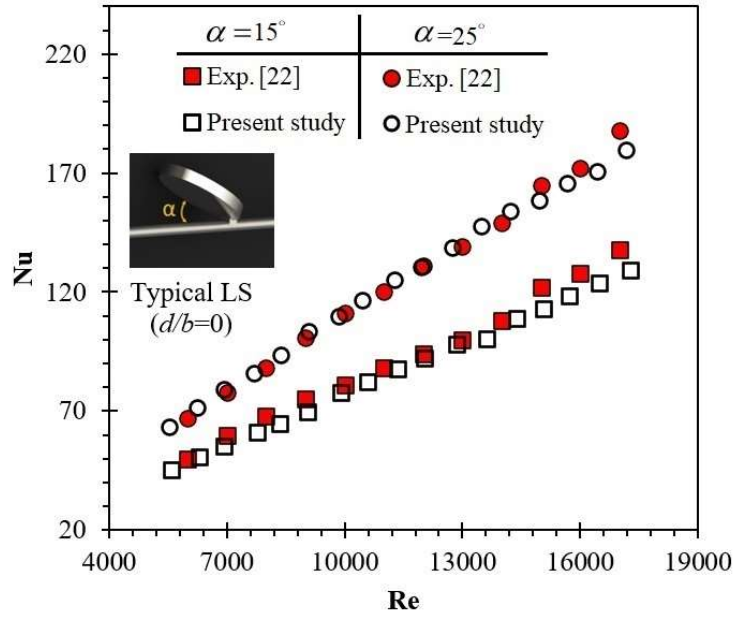 α =15°
α=25°
Exp. [22]
Exp. [22]
Present study
Present study
220
170
120
70
20
Nu
α
Typical LS
(d/b=0)
4000
7000
10000
13000
16000
19000
Re